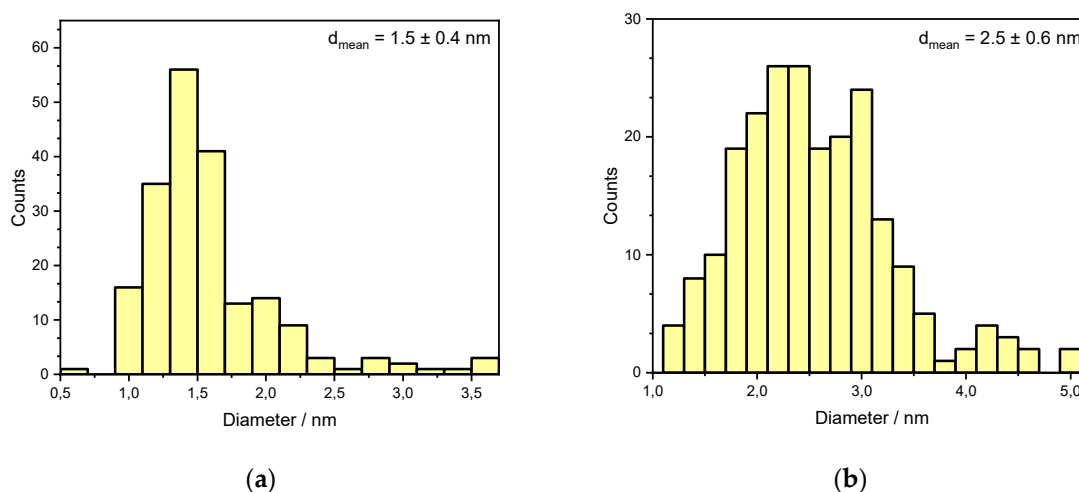 d_mean = 1.5 ± 0.4 nm
60
50
40
30
20
10
0
Counts
0,5 1,0 1,5 2,0 2,5 3,0 3,5
Diameter / nm
(a)
d_mean = 2.5 ± 0.6 nm
30
20
10
0
Counts
1,0 2,0 3,0 4,0 5,0
Diameter / nm
(b)